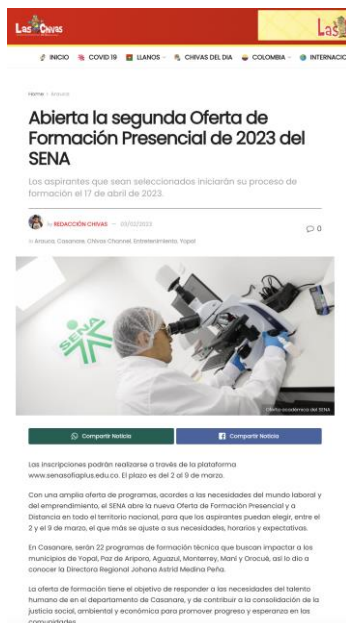 Las Chivas
Las
INICIO COVID 19 LLANOS CHIVAS DEL DIA COLOMBIA INTERNACIO
Home Arauca
Abierta la segunda Oferta de
Formación Presencial de 2023 del
SENA
Los aspirantes que sean seleccionados iniciarán su proceso de
formación el 17 de abril de 2023.
by REDACCIÓN CHIVAS — 03/02/2023
0
in Arauca, Casanare, Chivas Channel, Entretenimiento, Yopal
SENA
Oferta académica del SENA
Compartir Noticia
Compartir Noticia
Las inscripciones podrán realizarse a través de la plataforma
www.senasofiaplus.edu.co. El plazo es del 2 al 9 de marzo.
Con una amplia oferta de programas, acordes a las necesidades del mundo laboral y
del emprendimiento, el SENA abre la nueva Oferta de Formación Presencial y a
Distancia en todo el territorio nacional, para que los aspirantes puedan elegir, entre el
2 y el 9 de marzo, el que más se ajuste a sus necesidades, horarios y expectativas.
En Casanare, serán 22 programas de formación técnica que buscan impactar a los
municipios de Yopal, Paz de Ariporo, Aguazul, Monterrey, Maní y Orocué, así lo dio a
conocer la Directora Regional Johana Astrid Medina Peña.
La oferta de formación tiene el objetivo de responder a las necesidades del talento
humano de en el departamento de Casanare, y de contribuir a la consolidación de la
justicia social, ambiental y económica para promover progreso y esperanza en las
comunidades.